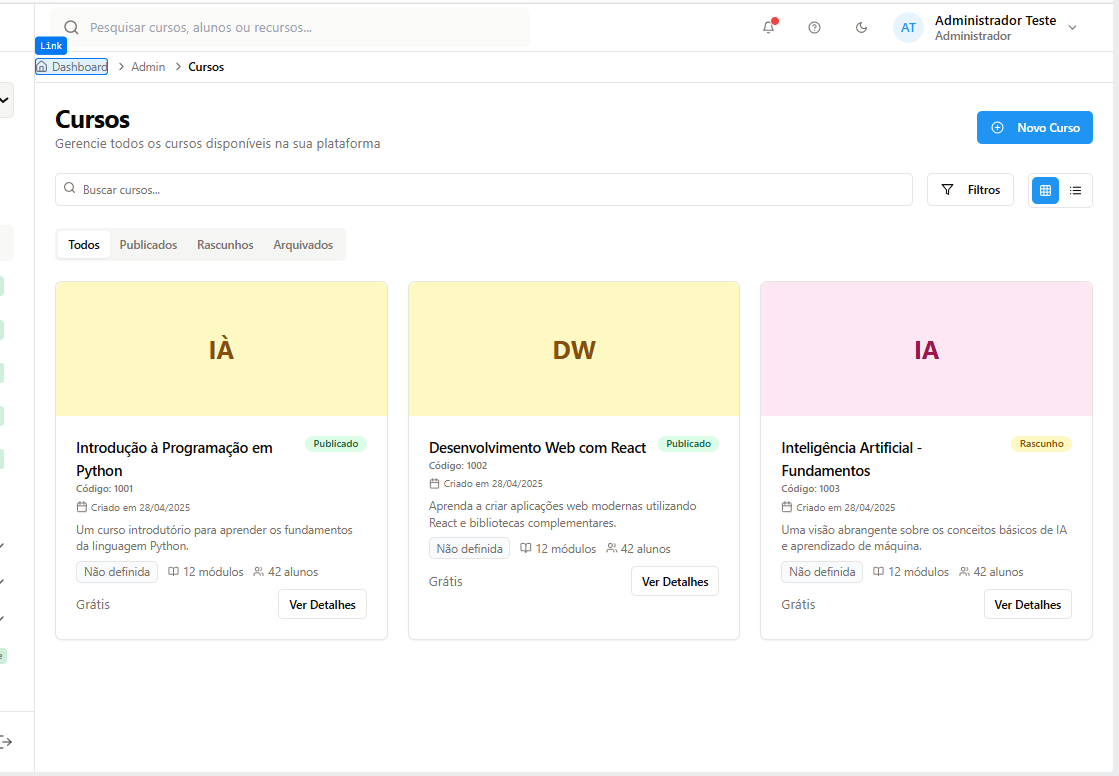 Pesquisar cursos, alunos ou recursos...
AT
Administrador Teste
Administrador
Link
Dashboard
Admin
Cursos
Cursos
Gerencie todos os cursos disponíveis na sua plataforma
Novo Curso
Buscar cursos...
Filtros
Todos
Publicados
Rascunhos
Arquivados
IÀ
Introdução à Programação em
Python
Publicado
Código: 1001
Criado em 28/04/2025
Um curso introdutório para aprender os fundamentos
da linguagem Python.
Não definida
12 módulos
42 alunos
Grátis
Ver Detalhes
DW
Desenvolvimento Web com React
Publicado
Código: 1002
Criado em 28/04/2025
Aprenda a criar aplicações web modernas utilizando
React e bibliotecas complementares.
Não definida
12 módulos
42 alunos
Grátis
Ver Detalhes
IA
Inteligência Artificial -
Fundamentos
Rascunho
Código: 1003
Criado em 28/04/2025
Uma visão abrangente sobre os conceitos básicos de IA
e aprendizado de máquina.
Não definida
12 módulos
42 alunos
Grátis
Ver Detalhes